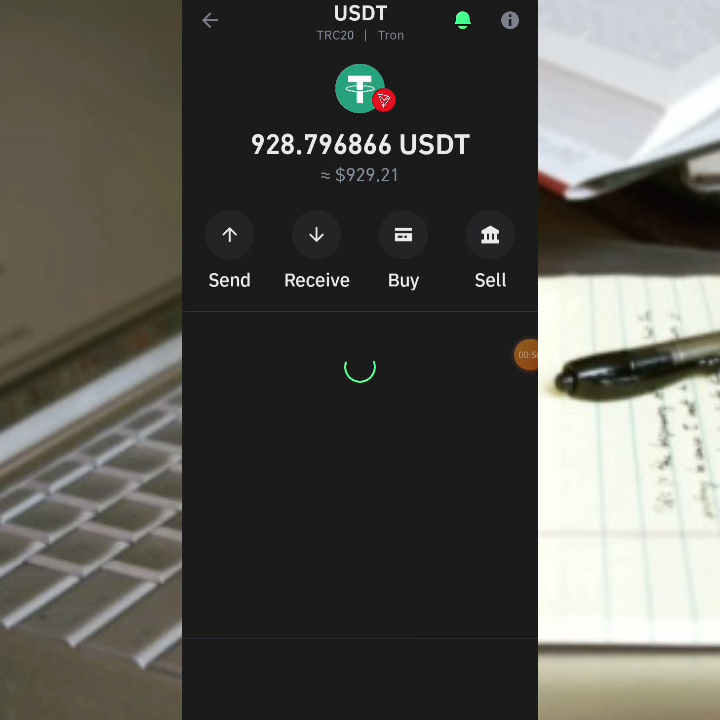 USDT
TRC20 | Tron
928.796866 USDT
≈ $929,21
Send
Receive
Buy
Sell